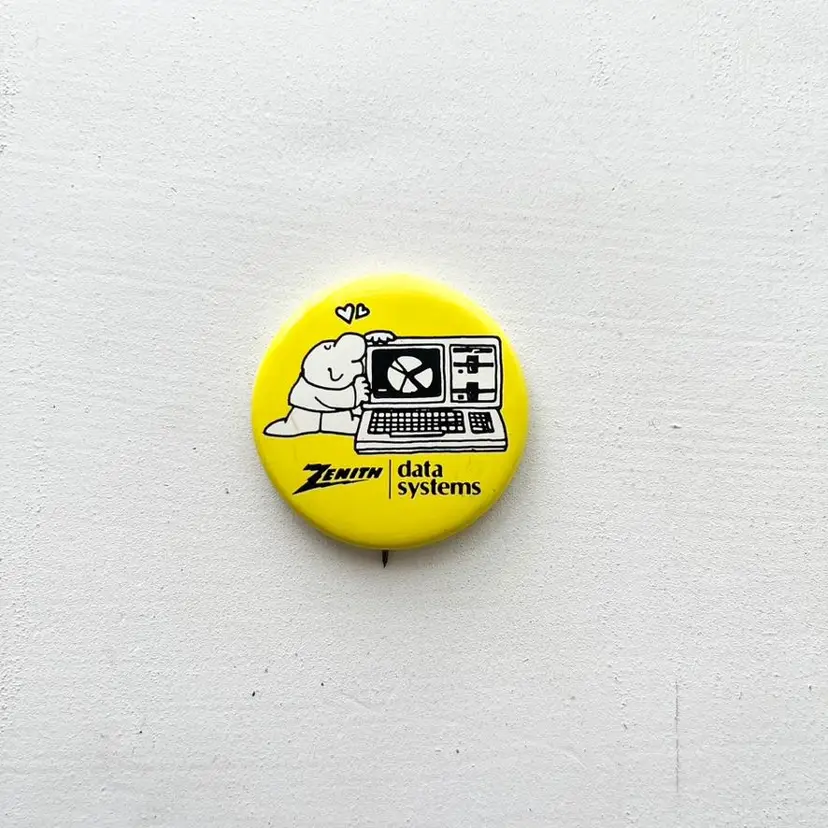 ZENITH | data
systems